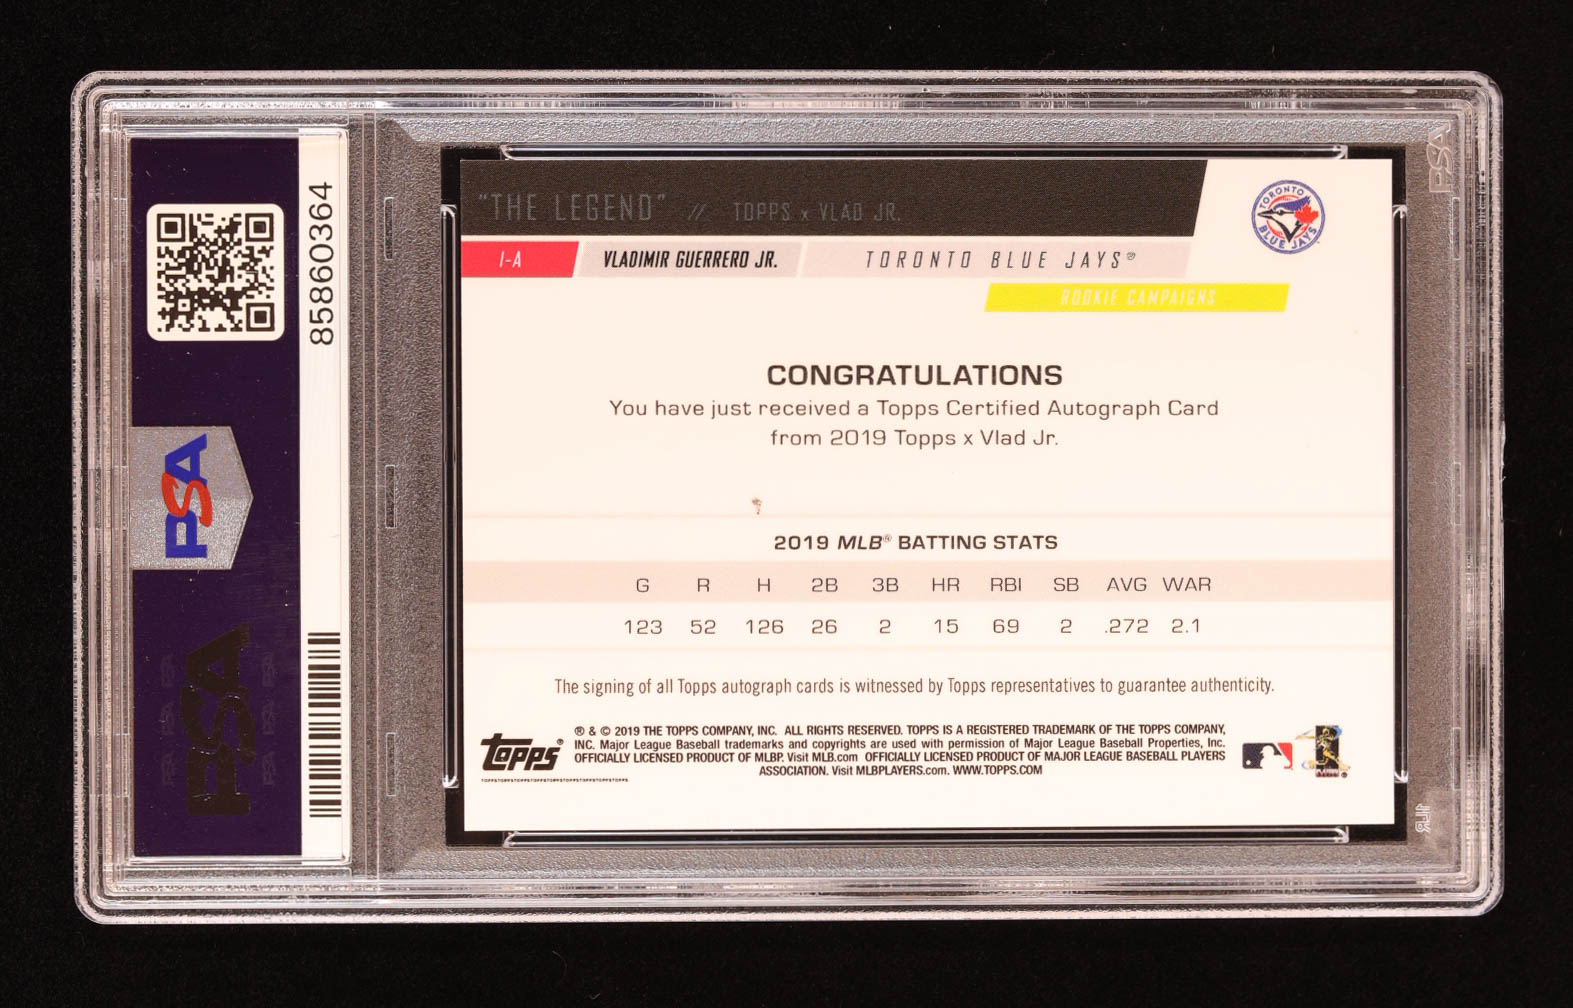 "THE LEGEND" // TOPPS x VLAD JR.
1-A VLADIMIR GUERRERO JR. TORONTO BLUE JAYS®
TORONTO
BLUE JAYS
ROOKIE CAMPAIGNS
CONGRATULATIONS
You have just received a Topps Certified Autograph Card
from 2019 Topps x Vlad Jr.
2019 MLB® BATTING STATS
G R H 2B 3B HR RBI SB AVG WAR
123 52 126 26 2 15 69 2 .272 2.1
The signing of all Topps autograph cards is witnessed by Topps representatives to guarantee authenticity.
Topps®
® & © 2019 THE TOPPS COMPANY, INC. ALL RIGHTS RESERVED. TOPPS IS A REGISTERED TRADEMARK OF THE TOPPS COMPANY,
INC. Major League Baseball trademarks and copyrights are used with permission of Major League Baseball Properties, Inc.
OFFICIALLY LICENSED PRODUCT OF MLBP. Visit MLB.com OFFICIALLY LICENSED PRODUCT OF MAJOR LEAGUE BASEBALL PLAYERS
ASSOCIATION. Visit MLBPLAYERS.com. WWW.TOPPS.COM
85860364
PSA
PSA
PSA